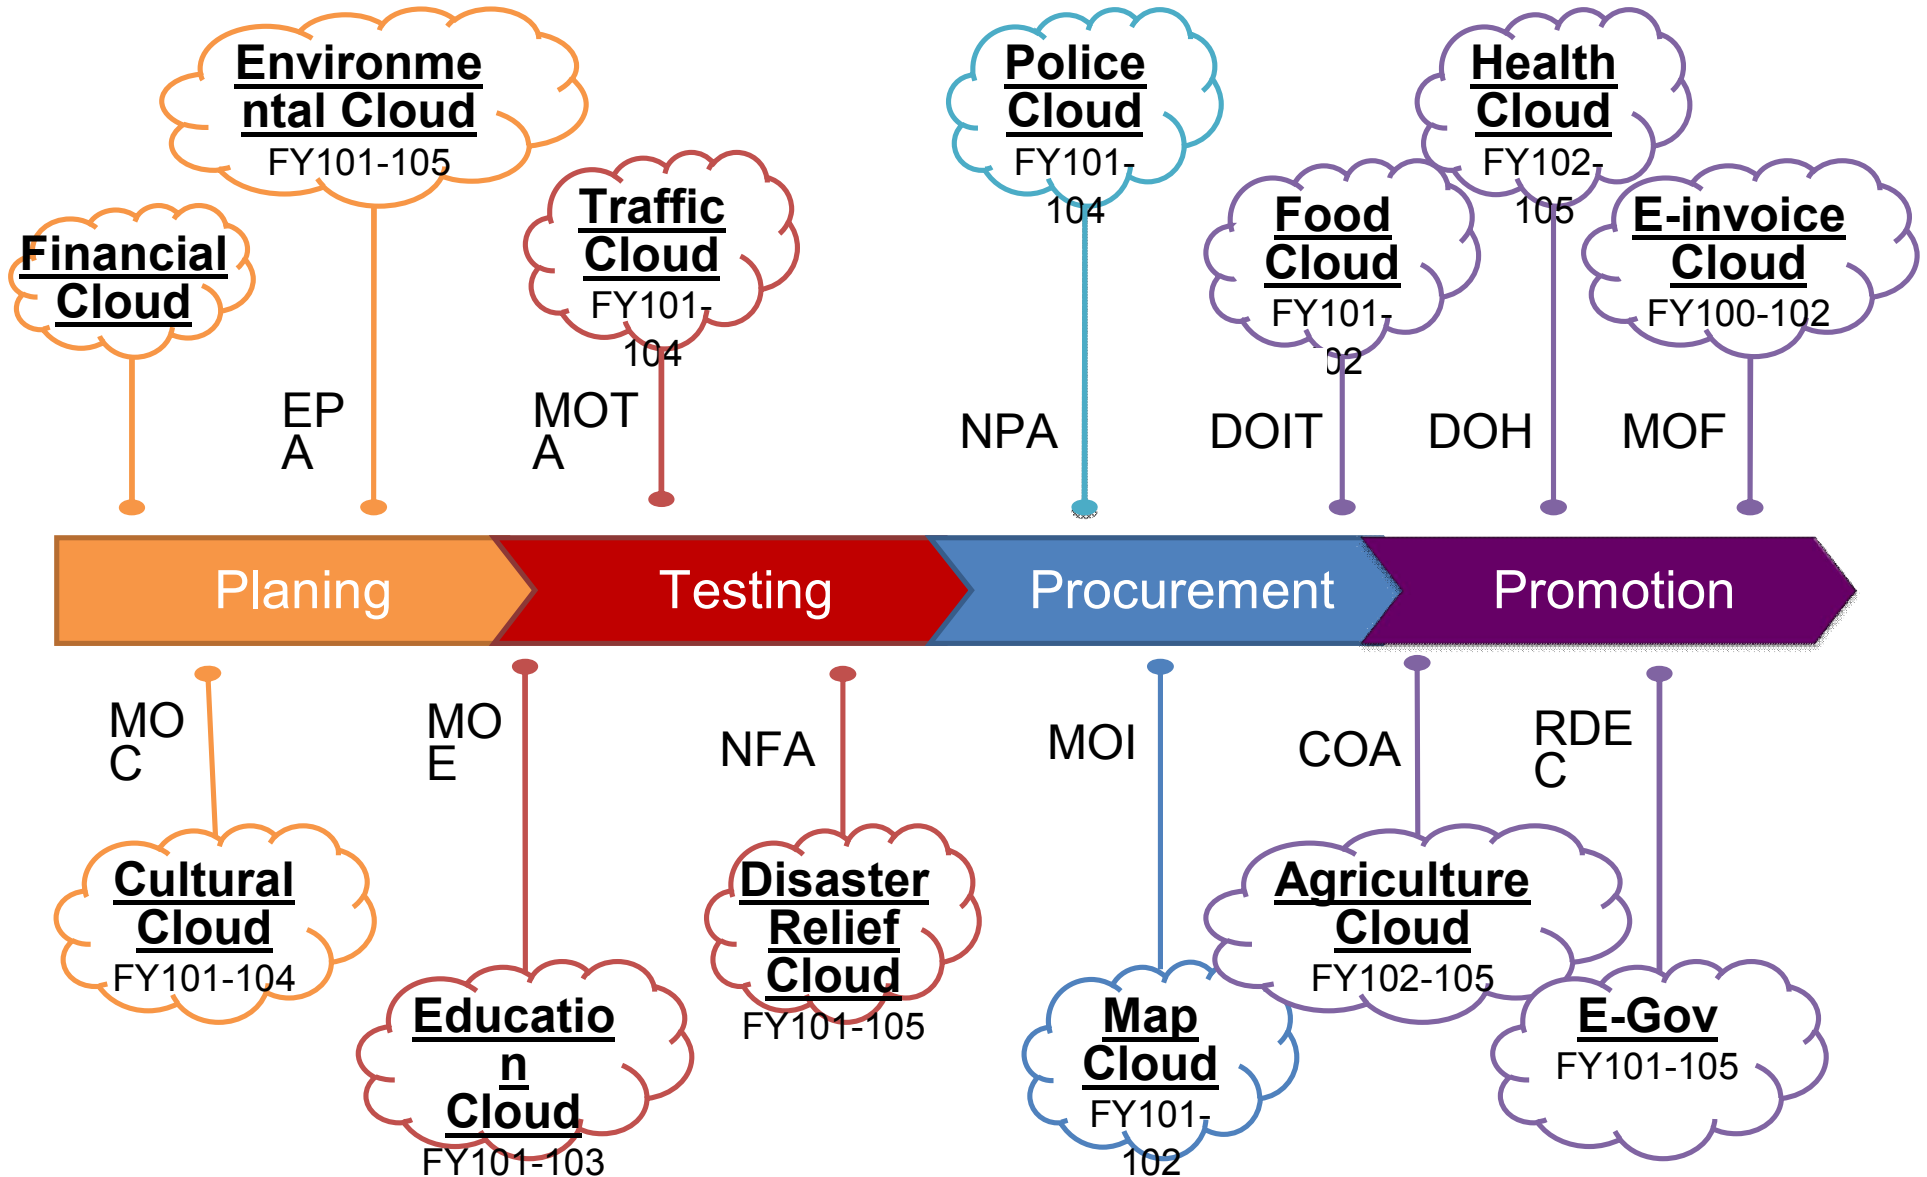 Environme
ntal Cloud
FY101-105
Police
Cloud
FY101-
104
Health
Cloud
FY102-
105
Financial
Cloud
Traffic
Cloud
FY101-
104
Food
Cloud
FY101-
02
E-invoice
Cloud
FY100-102
EP
A
MOT
A
NPA
DOIT
DOH
MOF
Planing
Testing
Procurement
Promotion
MO
C
MO
E
NFA
MOI
COA
RDE
C
Cultural
Cloud
FY101-104
Education
n
Cloud
FY101-103
Disaster
Relief
Cloud
FY101-105
Map
Cloud
FY101-
102
Agriculture
Cloud
FY102-105
E-Gov
FY101-105